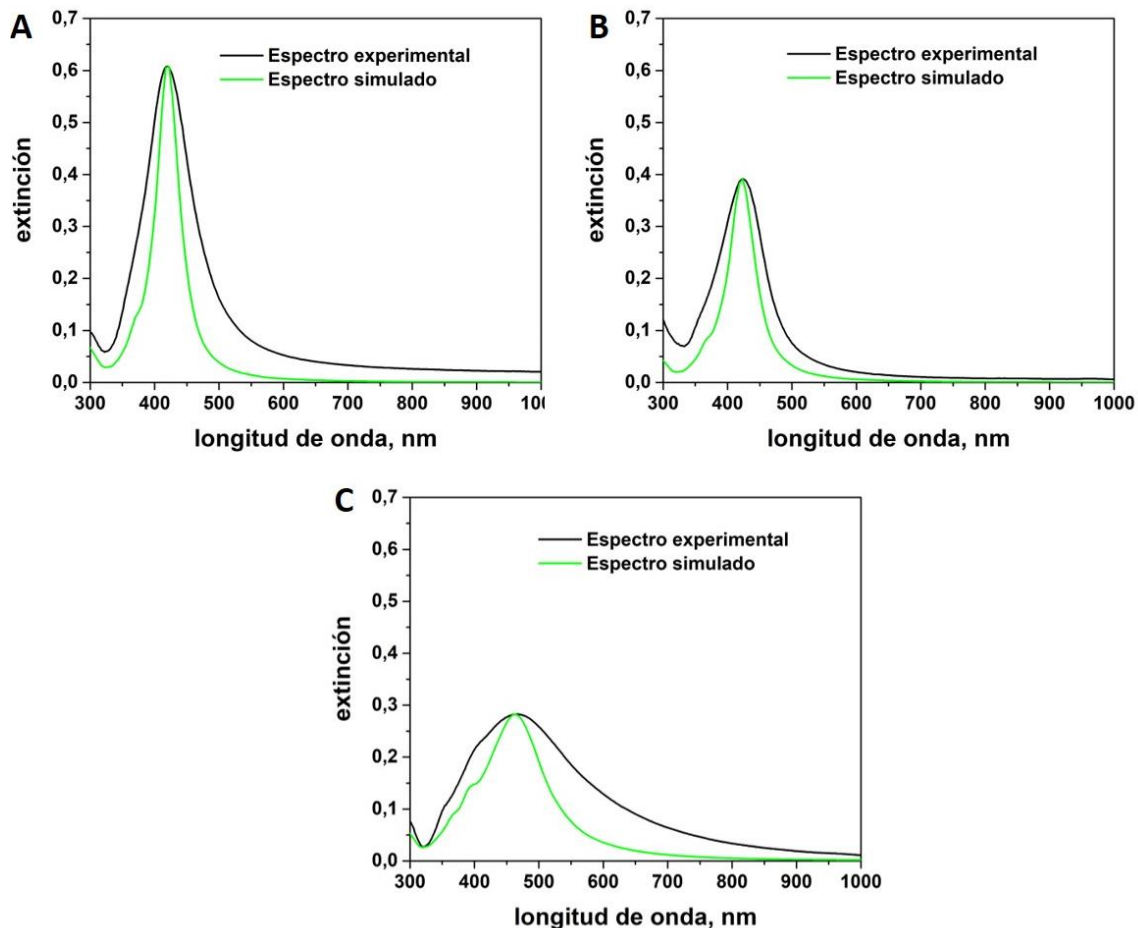 A
0,7
0,6
0,5
0,4
0,3
0,2
0,1
0,0
extinción
Espectro experimental
Espectro simulado
300 400 500 600 700 800 900 1000
longitud de onda, nm
B
0,7
0,6
0,5
0,4
0,3
0,2
0,1
0,0
extinción
Espectro experimental
Espectro simulado
300 400 500 600 700 800 900 1000
longitud de onda, nm
C
0,7
0,6
0,5
0,4
0,3
0,2
0,1
0,0
extinción
Espectro experimental
Espectro simulado
300 400 500 600 700 800 900 1000
longitud de onda, nm